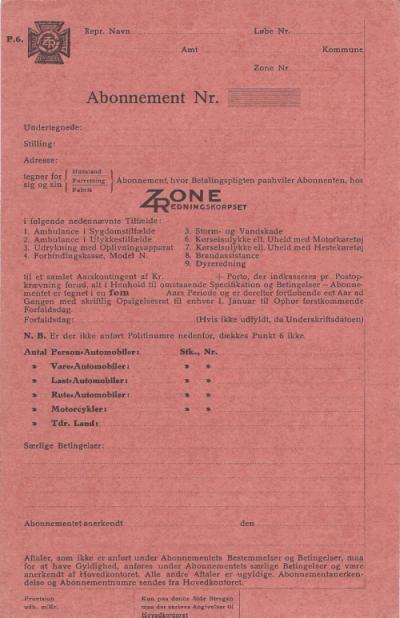 P.6.
Repr. Navn Løbe Nr.
Amt Kommune
Zone Nr.
Abonnement Nr.
Undertegnede:
Stilling:
Adresse:
tegner for
sig og sin
Husstand
Forretning
Fabrik
Abonnement, hvor Betalingspligten paahviler Abonnenten, hos
ZONE
REDNINGSKORPSET
i følgende nedennævnte Tilfælde:
1. Ambulance i Sygdomstilfælde
2. Ambulance i Ulykkestilfælde
3. Udrykning med Oplivningsapparat
4. Forbindingskasse, Model N.
5. Storm- og Vandskade
6. Kørselsulykke ell. Uheld med Motorkøretøj
7. Kørselsulykke ell. Uheld med Hestekøretøj
8. Brandassistance
9. Dyreredning
til et samlet Aarskontingent af Kr. + Porto, der indkasseres pr. Postop-
krævning forud, alt i Henhold til omstaaende Specifikation og Betingelser – Abonne-
mentet er tegnet i en fem Aars Periode og er derefter fortløbende eet Aar ad
Gangen med skriftlig Opsigelsesret til enhver 1. Januar til Ophør førstkommende
Forfaldsdag.
Forfaldsdag: (Hvis ikke udfyldt, da Underskriftsdatoen)
N. B. Er der ikke anført Politinumre nedenfor, dækkes Punkt 6 ikke.
Antal Person-Automobiler: Stk., Nr.
» Vare-Automobiler: » »
» Last-Automobiler: » »
» Rute-Automobiler: » »
» Motorcykler: » »
» Tdr. Land:
Særlige Betingelser:
Abonnementet anerkendt den
Aftaler, som ikke er anført under Abonnementets Bestemmelser og Betingelser, maa
for at have Gyldighed, anføres under Abonnementets særlige Betingelser og være
anerkendt af Hovedkontoret. Alle andre Aftaler er ugyldige. Abonnementanerken-
delse og Abonnementnumre sendes fra Hovedkontoret.
Provision
udb. m/Kr.
Kun paa denne Side Stregen
maa der skrives Angivelser til
Hovedkontoret